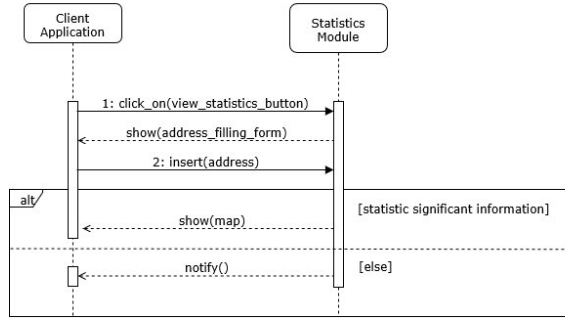 Client
Application
Statistics
Module
1: click_on(view_statistics_button)
show(address_filling_form)
2: insert(address)
alt
[statistic significant information]
show(map)
notify()
[else]